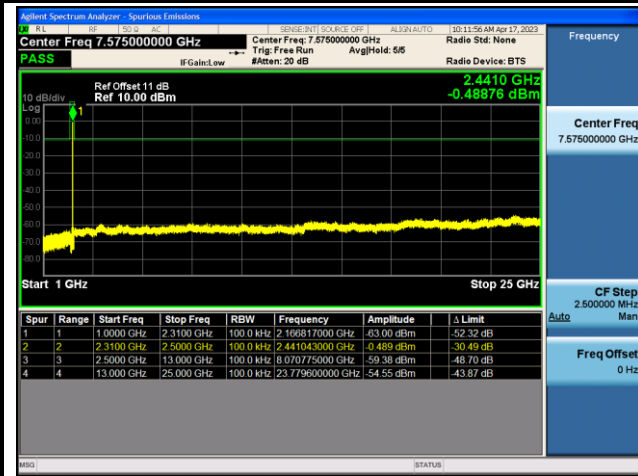 Agilent Spectrum Analyzer - Spurious Emissions
RL RF 50 Ω AC SENSE:INT SOURCE OFF ALIGN AUTO 10:11:56 AM Apr 17, 2023
Center Freq 7.575000000 GHz
Center Freq: 7.575000000 GHz
Radio Std: None
Trig: Free Run Avg|Hold: 5/5
PASS
IFGain:Low
#Atten: 20 dB
Radio Device: BTS
Frequency
Ref Offset 11 dB
2.4410 GHz
10 dB/div
Ref 10.00 dBm
-0.48876 dBm
Log
1
0.00
-10.0
-20.0
-30.0
-40.0
-50.0
-60.0
-70.0
-80.0
Start 1 GHz
Stop 25 GHz
Spur Range Start Freq Stop Freq RBW Frequency Amplitude Δ Limit
1 1 1.0000 GHz 2.3100 GHz 100.0 kHz 2.166817000 GHz -63.00 dBm -52.32 dB
2 2 2.3100 GHz 2.5000 GHz 100.0 kHz 2.441043000 GHz -0.489 dBm -30.49 dB
3 3 2.5000 GHz 13.000 GHz 100.0 kHz 8.070775000 GHz -59.38 dBm -48.70 dB
4 4 13.000 GHz 25.000 GHz 100.0 kHz 23.779600000 GHz -54.55 dBm -43.87 dB
Center Freq
7.575000000 GHz
CF Step
2.500000 MHz
Auto Man
Freq Offset
0 Hz
MSG
STATUS